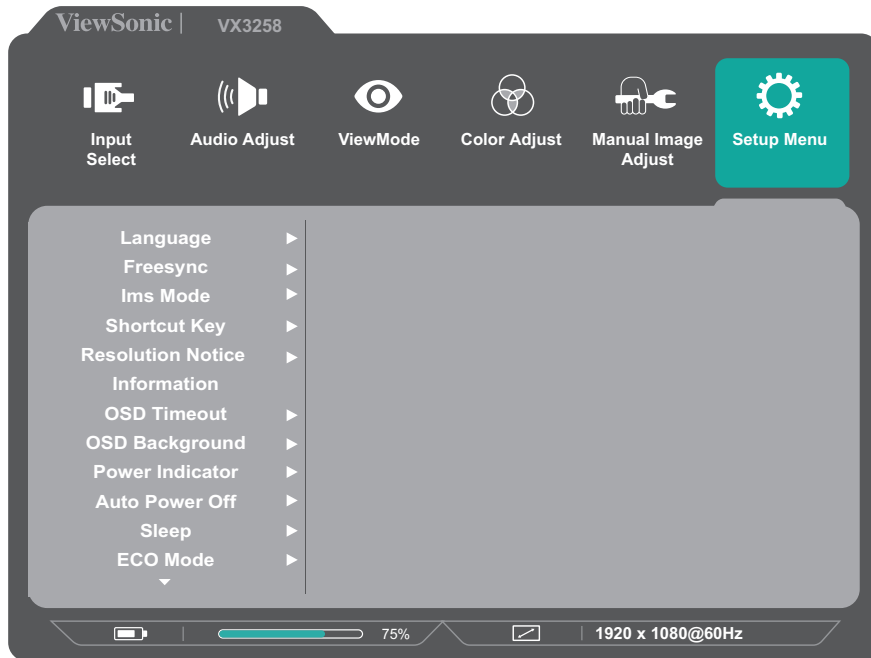 ViewSonic | VX3258
Input
Select
Audio Adjust
ViewMode
Color Adjust
Manual Image
Adjust
Setup Menu
Language
Freesync
Ims Mode
Shortcut Key
Resolution Notice
Information
OSD Timeout
OSD Background
Power Indicator
Auto Power Off
Sleep
ECO Mode
75%
1920 x 1080@60Hz